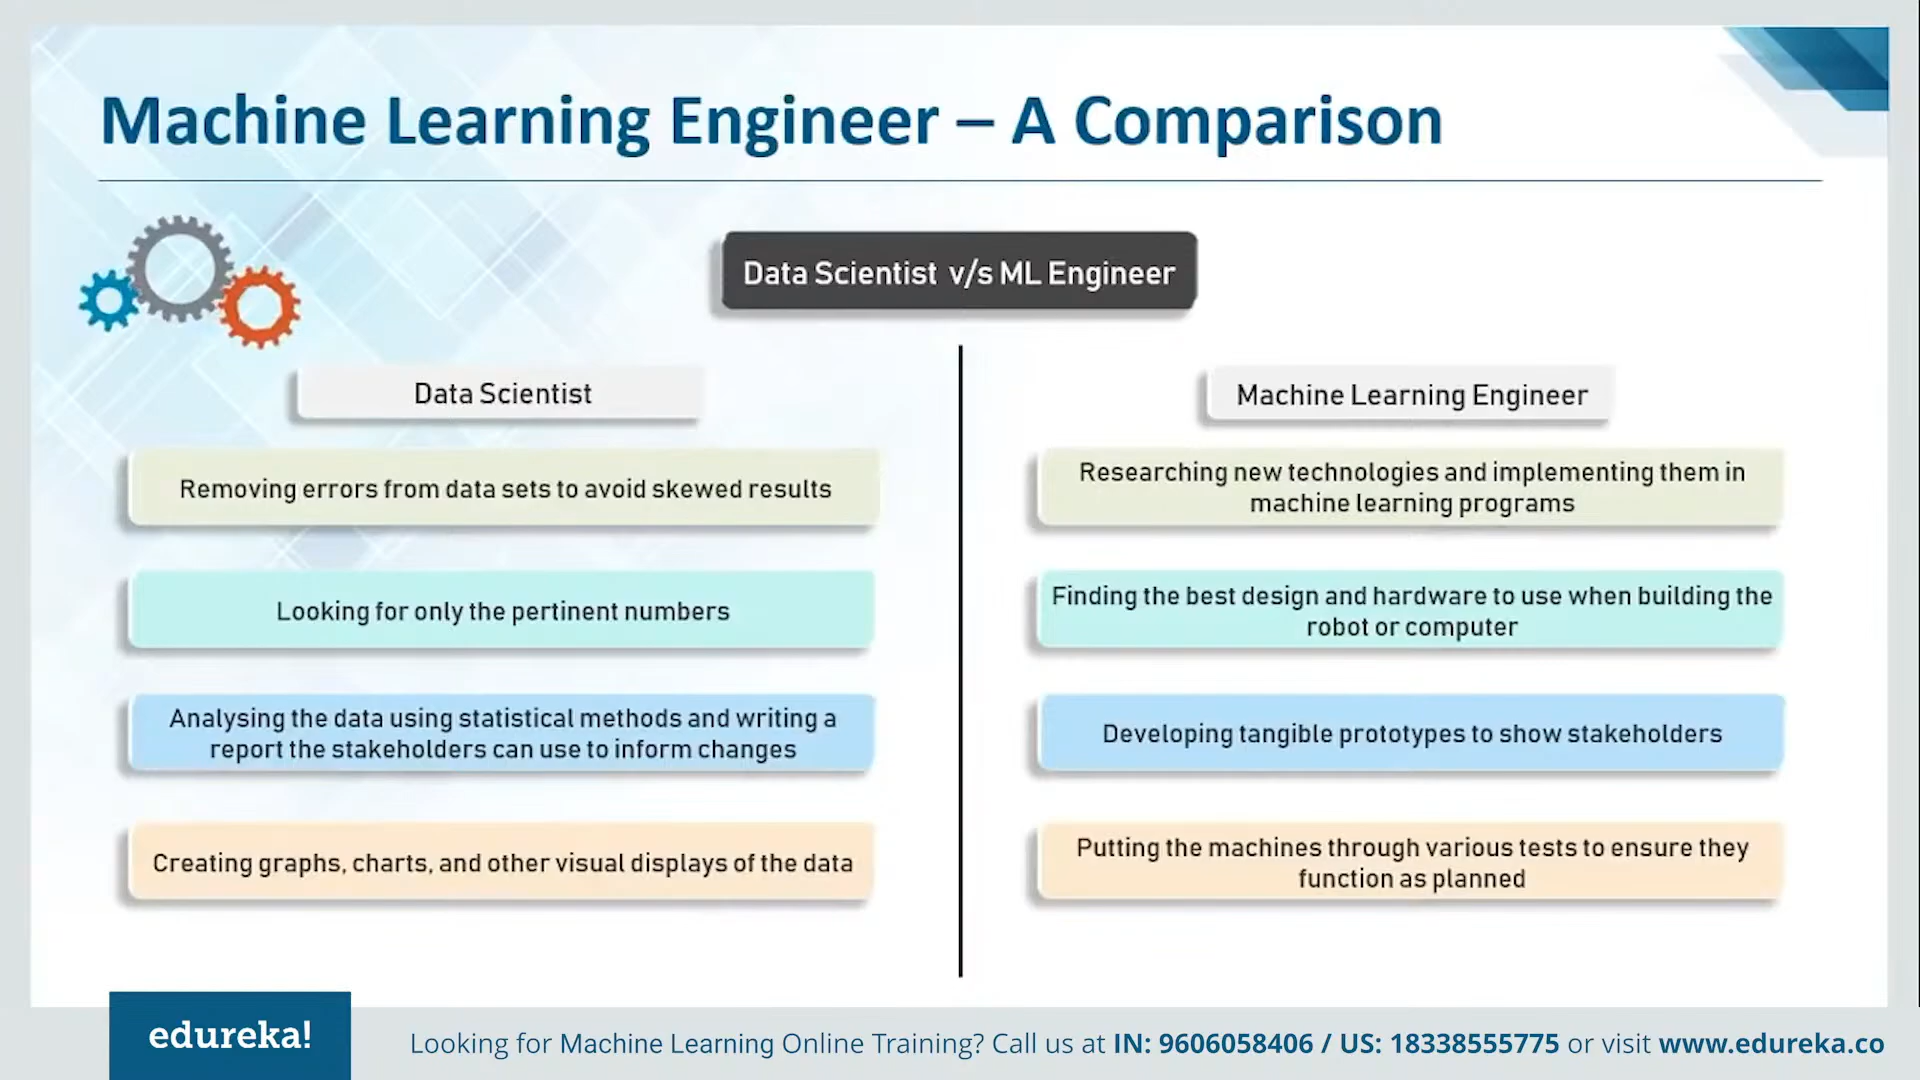 Machine Learning Engineer – A Comparison
Data Scientist v/s ML Engineer
Data Scientist
Removing errors from data sets to avoid skewed results
Looking for only the pertinent numbers
Analysing the data using statistical methods and writing a
report the stakeholders can use to inform changes
Creating graphs, charts, and other visual displays of the data
Machine Learning Engineer
Researching new technologies and implementing them in
machine learning programs
Finding the best design and hardware to use when building the
robot or computer
Developing tangible prototypes to show stakeholders
Putting the machines through various tests to ensure they
function as planned
edureka!
Looking for Machine Learning Online Training? Call us at IN: 9606058406 / US: 18338555775 or visit www.edureka.co